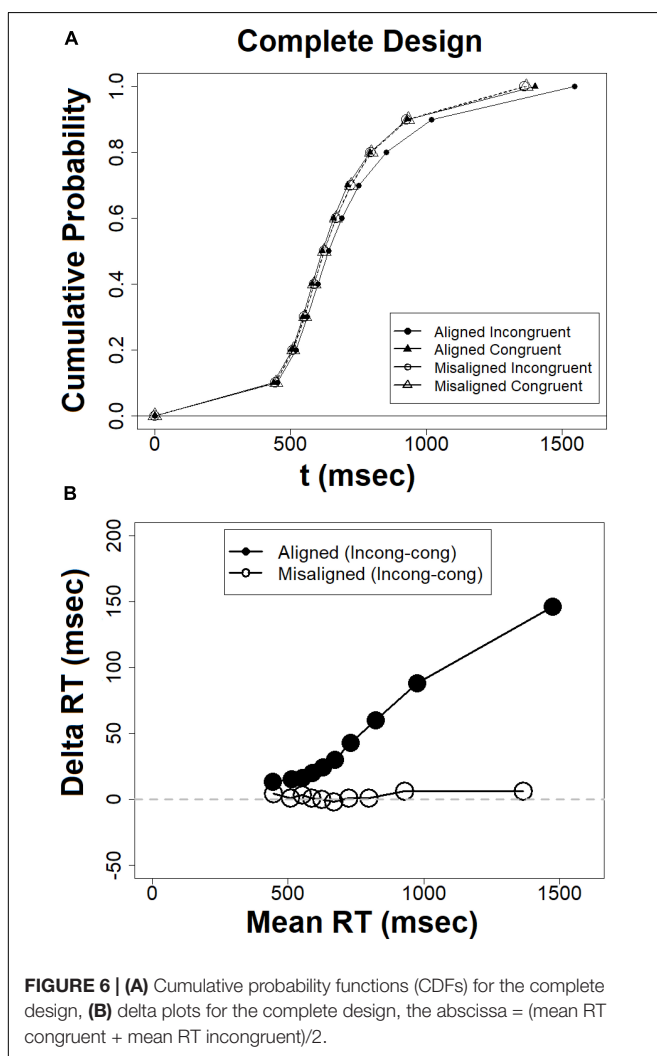 A
Complete Design
Cumulative Probability
0.0 0.2 0.4 0.6 0.8 1.0
Aligned Incongruent
Aligned Congruent
Misaligned Incongruent
Misaligned Congruent
0 500 1000 1500
t (msec)
B
Delta RT (msec)
-50 0 50 100 150 200
Aligned (Incong-cong)
Misaligned (Incong-cong)
0 500 1000 1500
Mean RT (msec)
FIGURE 6 | (A) Cumulative probability functions (CDFs) for the complete
design, (B) delta plots for the complete design, the abscissa = (mean RT
congruent + mean RT incongruent)/2.